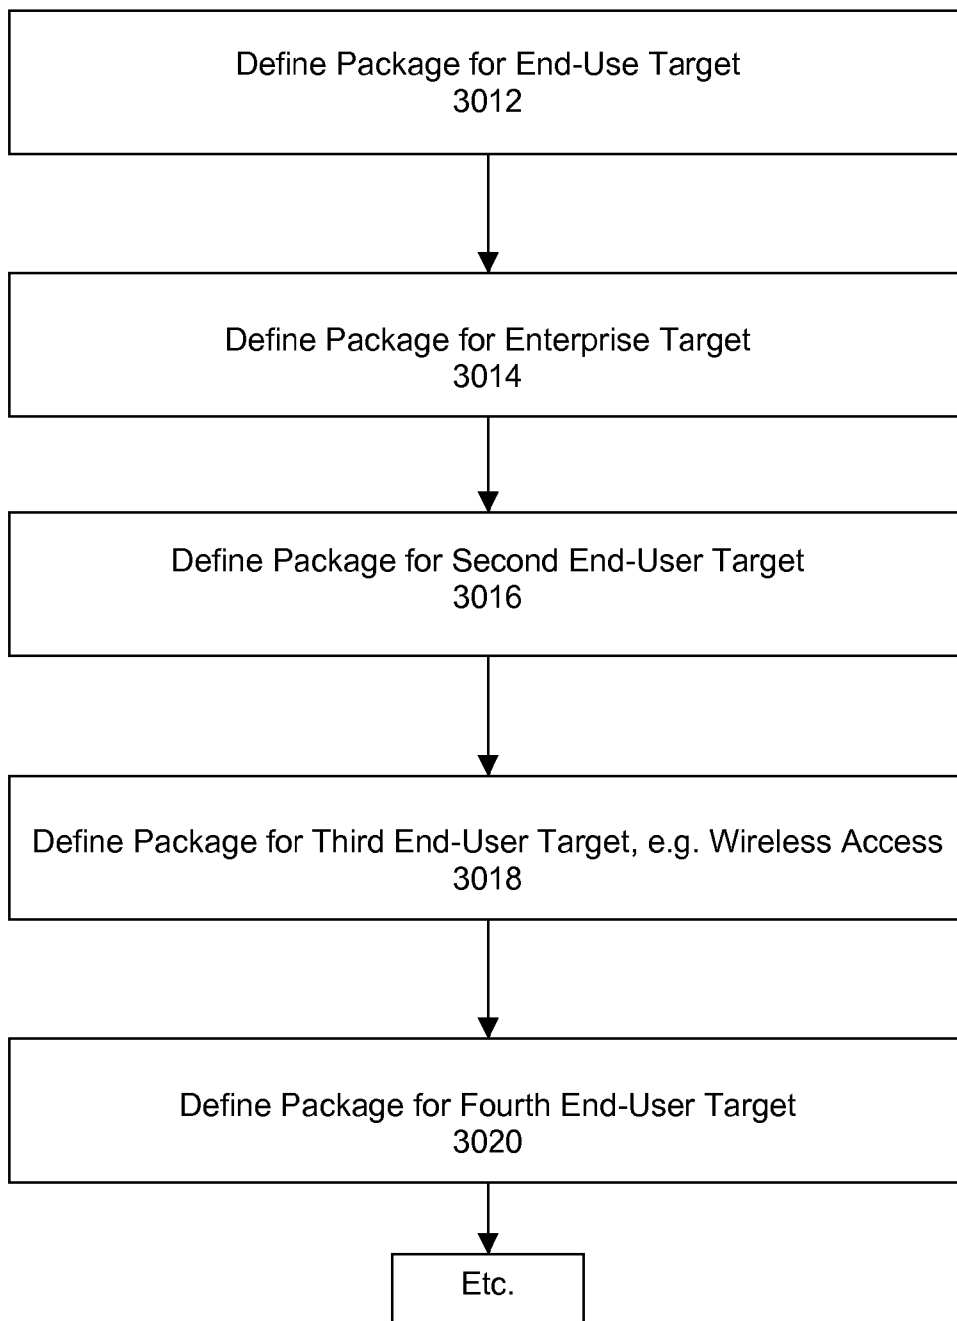 Define Package for End-Use Target
3012
Define Package for Enterprise Target
3014
Define Package for Second End-User Target
3016
Define Package for Third End-User Target, e.g. Wireless Access
3018
Define Package for Fourth End-User Target
3020
Etc.